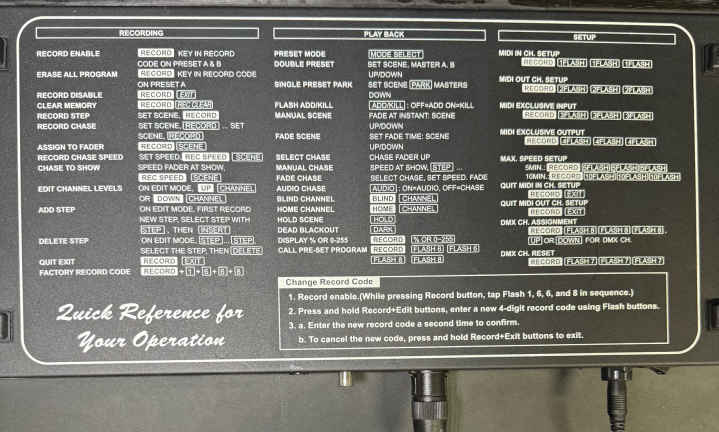 RECORDING
RECORD ENABLE RECORD KEY IN RECORD
CODE ON PRESET A & B
ERASE ALL PROGRAM RECORD KEY IN RECORD CODE
ON PRESET A
RECORD DISABLE RECORD EXIT
CLEAR MEMORY RECORD REC CLEAR
RECORD STEP SET SCENE, RECORD
RECORD CHASE SET SCENE, RECORD ... SET
SCENE, RECORD
ASSIGN TO FADER RECORD SCENE
RECORD CHASE SPEED SET SPEED, REC SPEED SCENE
CHASE TO SHOW SPEED FADER AT SHOW,
REC SPEED SCENE
EDIT CHANNEL LEVELS ON EDIT MODE, UP CHANNEL
OR DOWN CHANNEL
ADD STEP ON EDIT MODE, FIRST RECORD
NEW STEP, SELECT STEP WITH
STEP , THEN INSERT
DELETE STEP ON EDIT MODE, STEP ... STEP,
SELECT THE STEP, THEN DELETE
QUIT EXIT RECORD EXIT
FACTORY RECORD CODE RECORD + 1 + 6 + 6 + 8
Quick Reference for
Your Operation
PLAY BACK
PRESET MODE MODE SELECT
DOUBLE PRESET SET SCENE, MASTER A. B
UP/DOWN
SINGLE PRESET PARK SET SCENE PARK MASTERS
DOWN
FLASH ADD/KILL ADD/KILL : OFF=ADD ON=KILL
MANUAL SCENE FADE AT INSTANT: SCENE
UP/DOWN
FADE SCENE SET FADE TIME: SCENE
UP/DOWN
SELECT CHASE CHASE FADER UP
MANUAL CHASE SPEED AT SHOW, STEP ...
FADE CHASE SELECT CHASE, SET SPEED. FADE
AUDIO CHASE AUDIO : ON=AUDIO, OFF=CHASE
BLIND CHANNEL BLIND CHANNEL
HOME CHANNEL HOME CHANNEL
HOLD SCENE HOLD
DEAD BLACKOUT DARK
DISPLAY % OR 0-255 RECORD % OR 0-255
CALL PRE-SET PROGRAM RECORD FLASH 8 FLASH 6
FLASH 8 FLASH 8
SETUP
MIDI IN CH. SETUP
RECORD 1FLASH 1FLASH 1FLASH
MIDI OUT CH. SETUP
RECORD 2FLASH 2FLASH 2FLASH
MIDI EXCLUSIVE INPUT
RECORD 3FLASH 3FLASH 3FLASH
MIDI EXCLUSIVE OUTPUT
RECORD 4FLASH 4FLASH 4FLASH
MAX. SPEED SETUP
5MIN.: RECORD 5FLASH 5FLASH 5FLASH
10MIN.: RECORD 10FLASH 10FLASH 10FLASH
QUIT MIDI IN CH. SETUP
RECORD EXIT
QUIT MIDI OUT CH. SETUP
RECORD EXIT
DMX CH. ASSIGNMENT
RECORD FLASH 8 FLASH 8 FLASH 8 ,
UP OR DOWN FOR DMX CH.
DMX CH. RESET
RECORD FLASH 7 FLASH 7 FLASH 7
Change Record Code
1. Record enable.(While pressing Record button, tap Flash 1, 6, 6, and 8 in sequence.)
2. Press and hold Record+Edit buttons, enter a new 4-digit record code using Flash buttons.
3. a. Enter the new record code a second time to confirm.
b. To cancel the new code, press and hold Record+Exit buttons to exit.